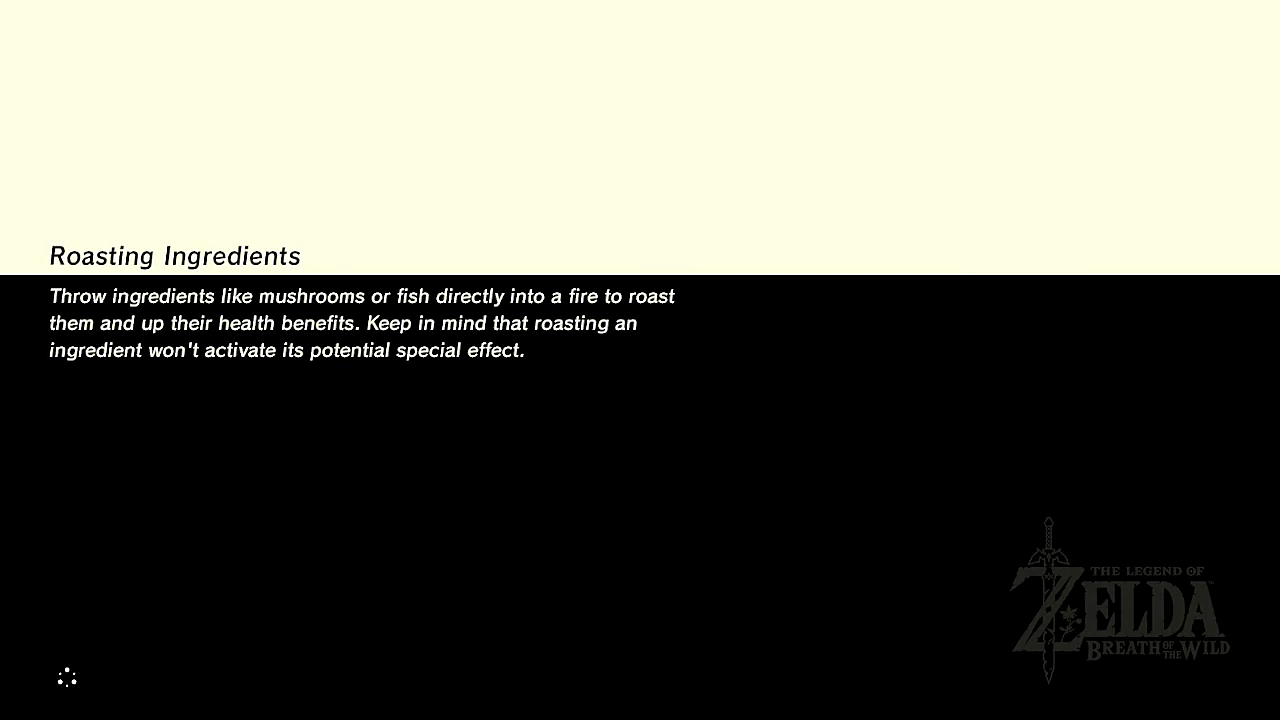 Roasting Ingredients
Throw ingredients like mushrooms or fish directly into a fire to roast
them and up their health benefits. Keep in mind that roasting an
ingredient won't activate its potential special effect.
THE LEGEND OF
ZELDA
BREATH OF THE WILD